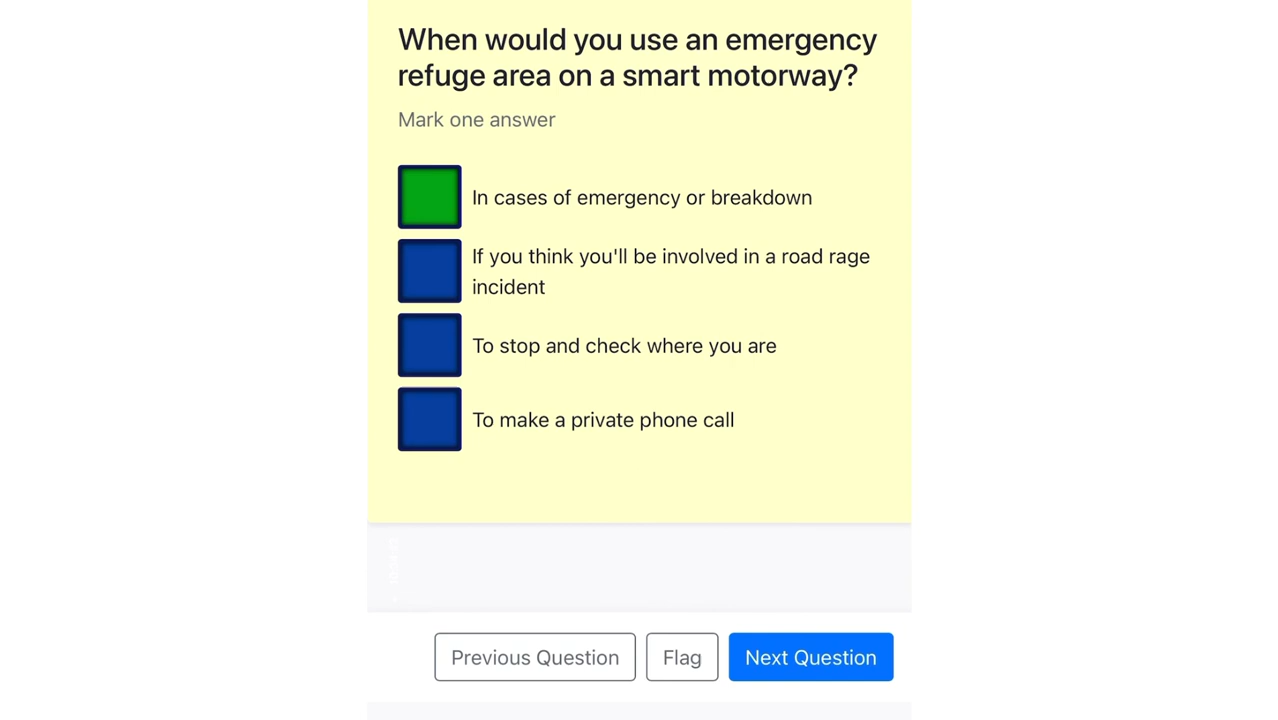 When would you use an emergency
refuge area on a smart motorway?
Mark one answer
In cases of emergency or breakdown
If you think you'll be involved in a road rage
incident
To stop and check where you are
To make a private phone call
Previous Question
Flag
Next Question